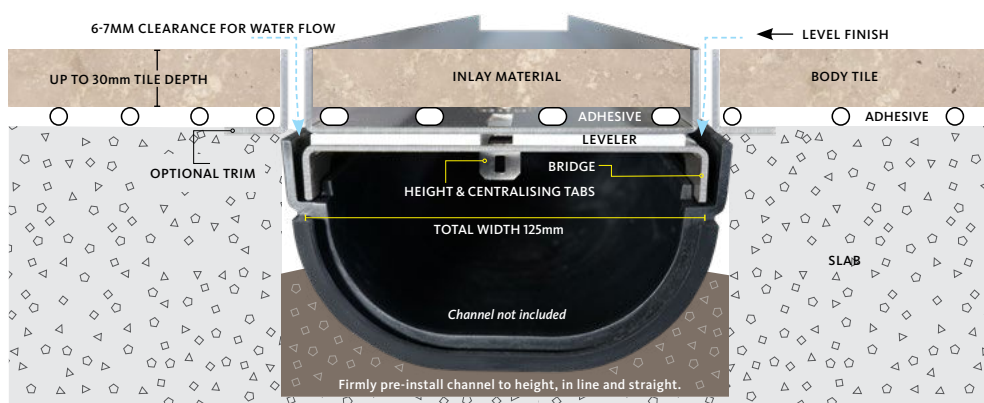 6-7MM CLEARANCE FOR WATER FLOW
LEVEL FINISH
UP TO 30mm TILE DEPTH
INLAY MATERIAL
BODY TILE
ADHESIVE
ADHESIVE
LEVELER
OPTIONAL TRIM
BRIDGE
HEIGHT & CENTRALISING TABS
TOTAL WIDTH 125mm
SLAB
Channel not included
Firmly pre-install channel to height, in line and straight.